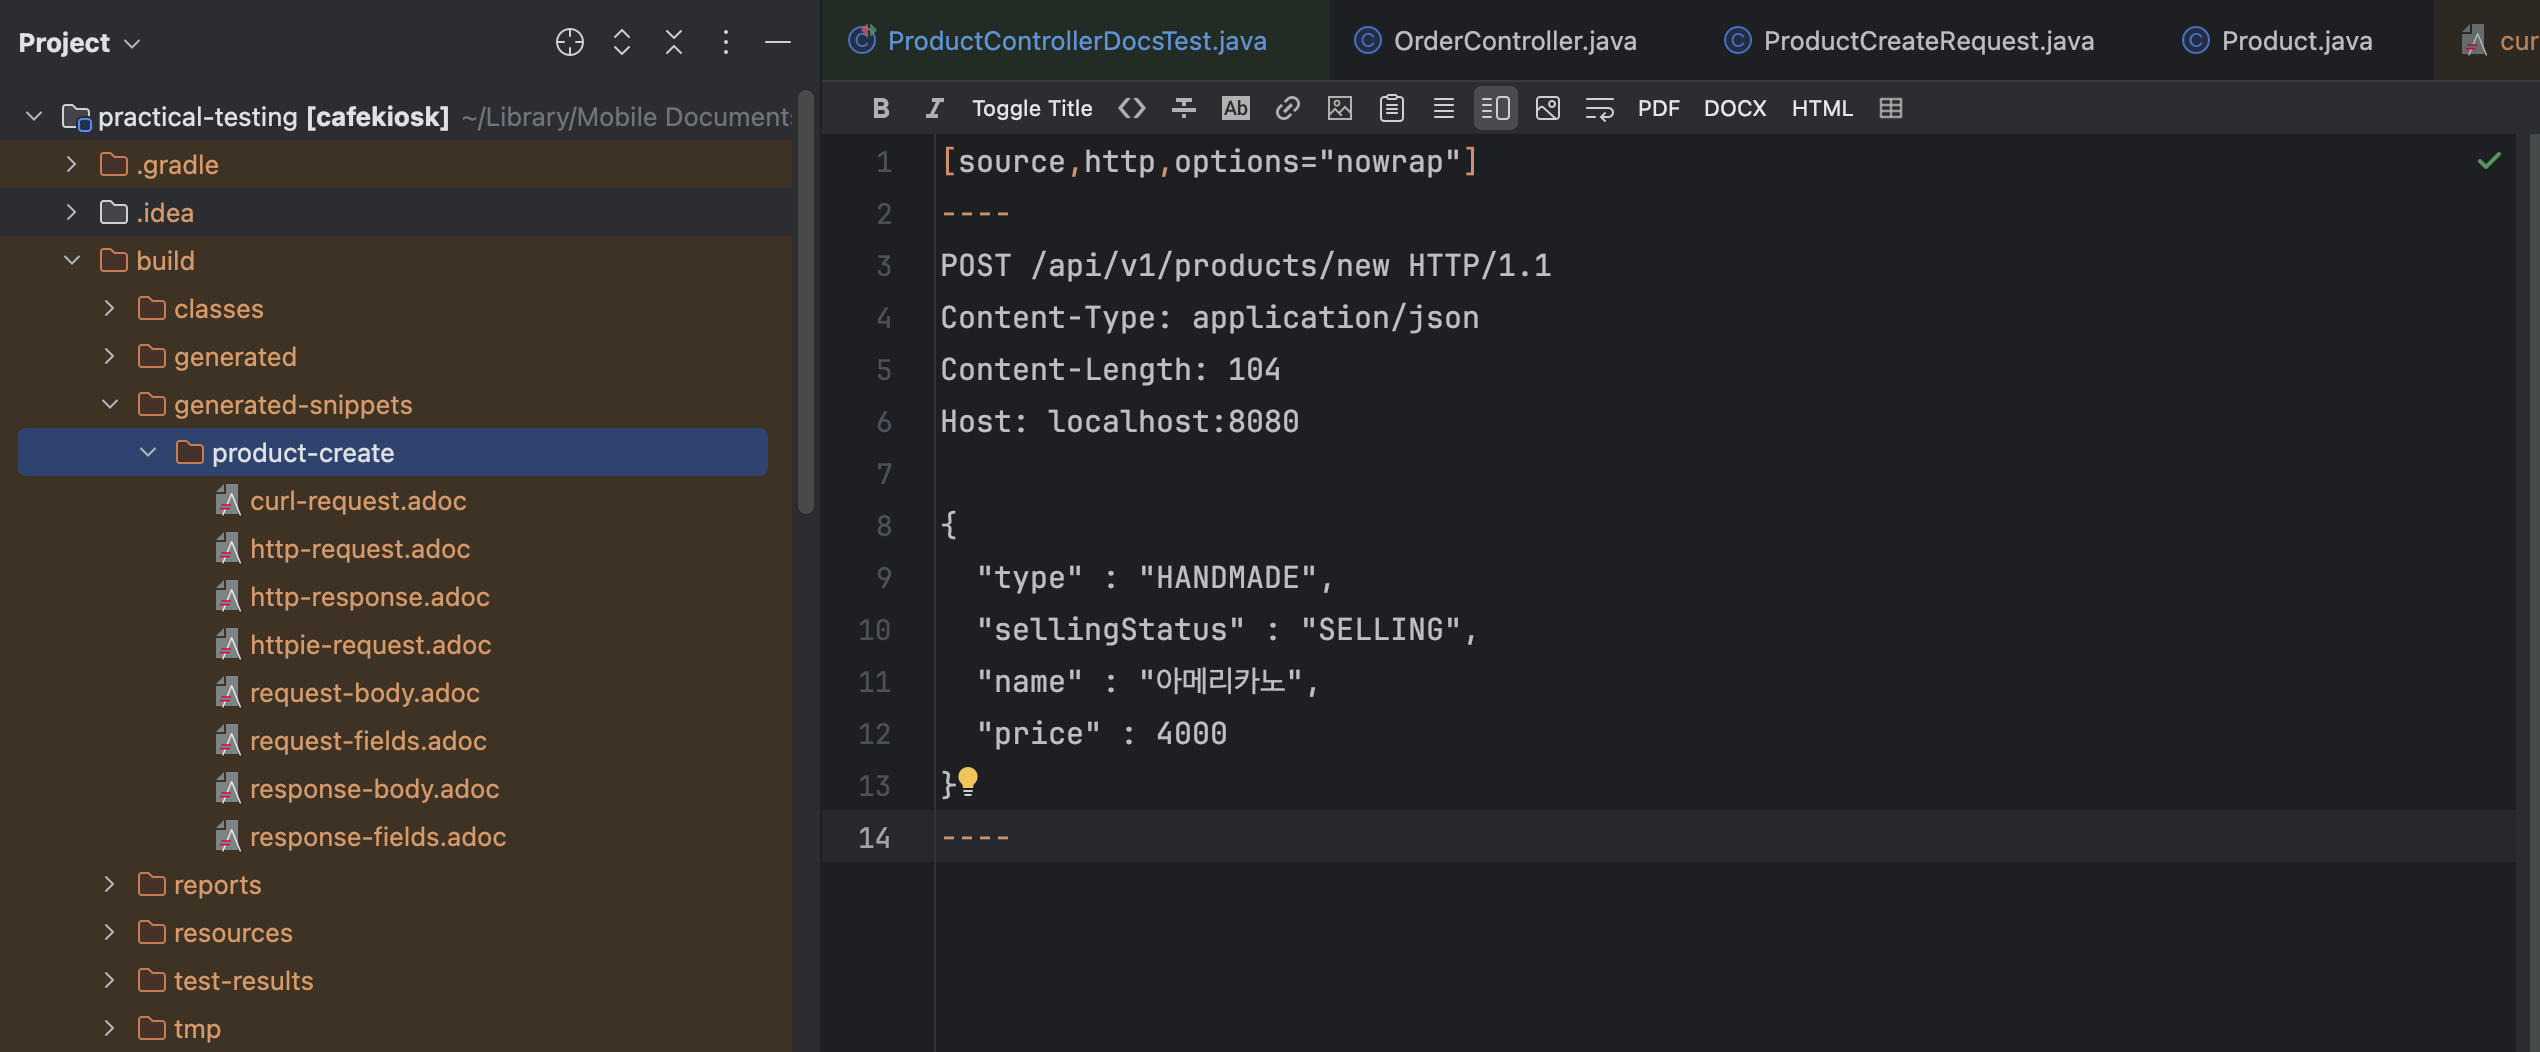 Project
practical-testing [cafekiosk] ~/Library/Mobile Documents
.gradle
.idea
build
classes
generated
generated-snippets
product-create
curl-request.adoc
http-request.adoc
http-response.adoc
httpie-request.adoc
request-body.adoc
request-fields.adoc
response-body.adoc
response-fields.adoc
reports
resources
test-results
tmp
ProductControllerDocsTest.java OrderController.java ProductCreateRequest.java Product.java cur
B I Toggle Title <> Ab PDF DOCX HTML
1 [source,http,options="nowrap"]
2 ----
3 POST /api/v1/products/new HTTP/1.1
4 Content-Type: application/json
5 Content-Length: 104
6 Host: localhost:8080
7
8 {
9 "type" : "HANDMADE",
10 "sellingStatus" : "SELLING",
11 "name" : "아메리카노",
12 "price" : 4000
13 }
14 ----